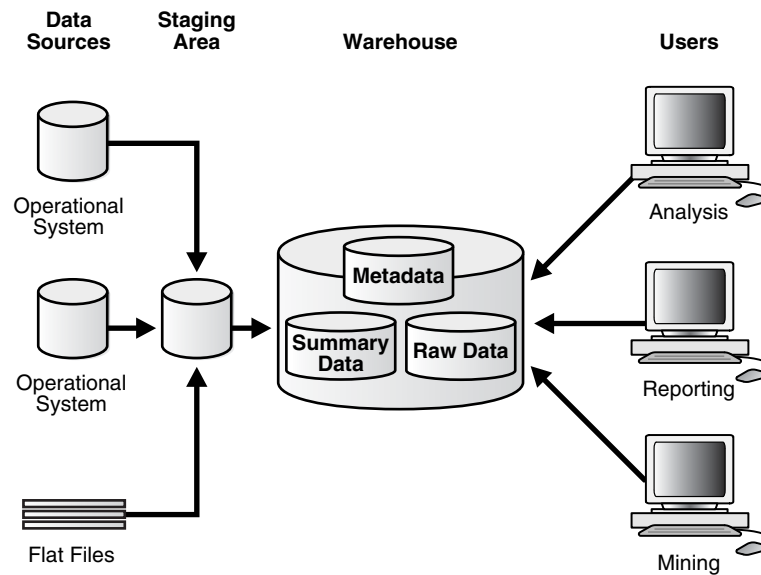 Data
Sources
Staging
Area
Warehouse
Users
Operational
System
Analysis
Metadata
Summary
Data
Raw Data
Operational
System
Reporting
Flat Files
Mining